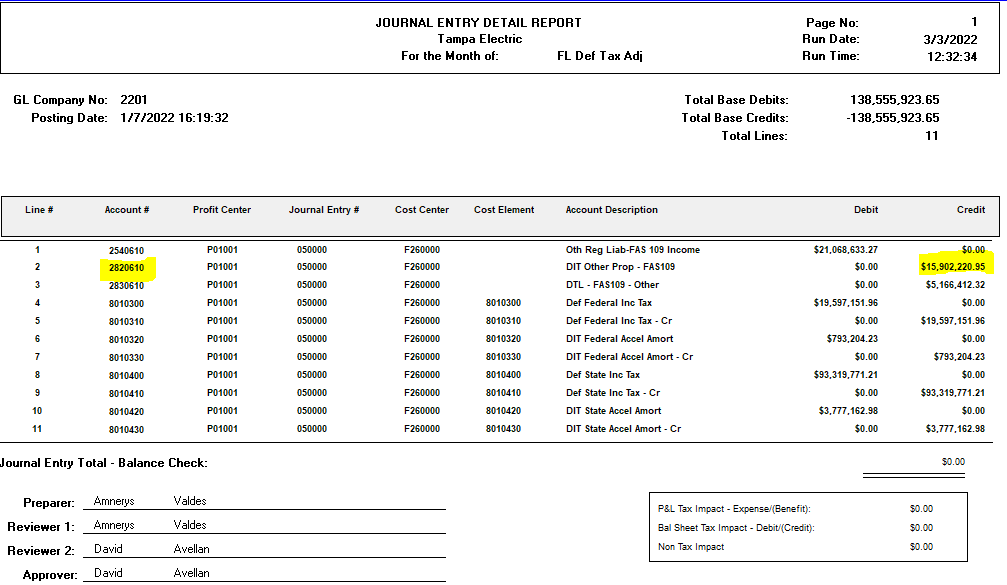 JOURNAL ENTRY DETAIL REPORT Page No: 1
Tampa Electric Run Date: 3/3/2022
For the Month of: FL Def Tax Adj Run Time: 12:32:34
GL Company No: 2201 Total Base Debits: 138,555,923.65
Posting Date: 1/7/2022 16:19:32 Total Base Credits: -138,555,923.65
Total Lines: 11
Line # Account # Profit Center Journal Entry # Cost Center Cost Element Account Description Debit Credit
1 2540610 P01001 050000 F260000 Oth Reg Liab-FAS 109 Income $21,068,633.27 $0.00
2 2820610 P01001 050000 F260000 DIT Other Prop - FAS109 $0.00 $15,902,220.95
3 2830610 P01001 050000 F260000 DTL - FAS109 - Other $0.00 $5,166,412.32
4 8010300 P01001 050000 F260000 8010300 Def Federal Inc Tax $19,597,151.96 $0.00
5 8010310 P01001 050000 F260000 8010310 Def Federal Inc Tax - Cr $0.00 $19,597,151.96
6 8010320 P01001 050000 F260000 8010320 DIT Federal Accel Amort $793,204.23 $0.00
7 8010330 P01001 050000 F260000 8010330 DIT Federal Accel Amort - Cr $0.00 $793,204.23
8 8010400 P01001 050000 F260000 8010400 Def State Inc Tax $93,319,771.21 $0.00
9 8010410 P01001 050000 F260000 8010410 Def State Inc Tax - Cr $0.00 $93,319,771.21
10 8010420 P01001 050000 F260000 8010420 DIT State Accel Amort $3,777,162.98 $0.00
11 8010430 P01001 050000 F260000 8010430 DIT State Accel Amort - Cr $0.00 $3,777,162.98
Journal Entry Total - Balance Check: $0.00
Preparer: Amnerys Valdes
Reviewer 1: Amnerys Valdes
Reviewer 2: David Avellan
Approver: David Avellan
P&L Tax Impact - Expense/(Benefit): $0.00
Bal Sheet Tax Impact - Debit/(Credit): $0.00
Non Tax Impact $0.00